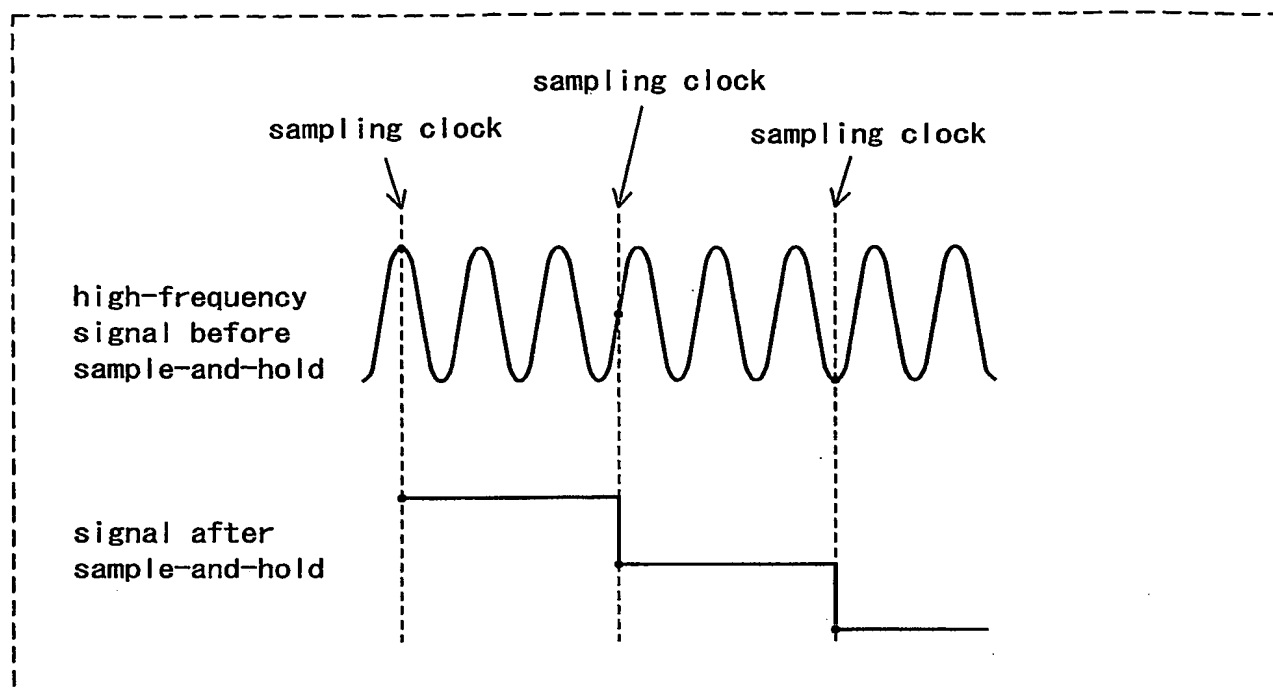 sampling clock
sampling clock
sampling clock
high-frequency
signal before
sample-and-hold
signal after
sample-and-hold